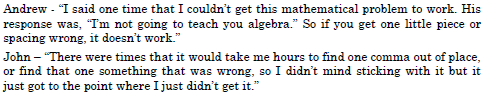 Andrew - “I said one time that I couldn’t get this mathematical problem to work. His
response was, “I’m not going to teach you algebra.” So if you get one little piece or
spacing wrong, it doesn’t work.”
John – “There were times that it would take me hours to find one comma out of place,
or find that one something that was wrong, so I didn’t mind sticking with it but it
just got to the point where I just didn’t get it.”